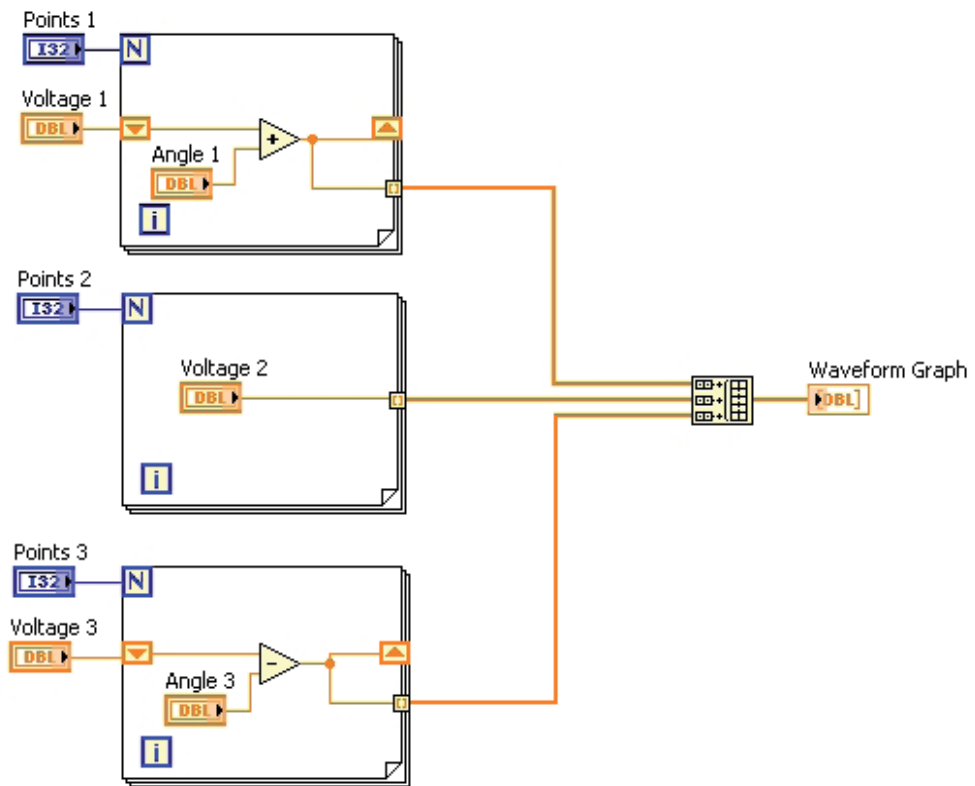 Points 1
I32
N
Voltage 1
DBL
+
Angle 1
DBL
i
Points 2
I32
N
Voltage 2
DBL
i
Waveform Graph
DBL]
Points 3
I32
N
Voltage 3
DBL
-
Angle 3
DBL
i